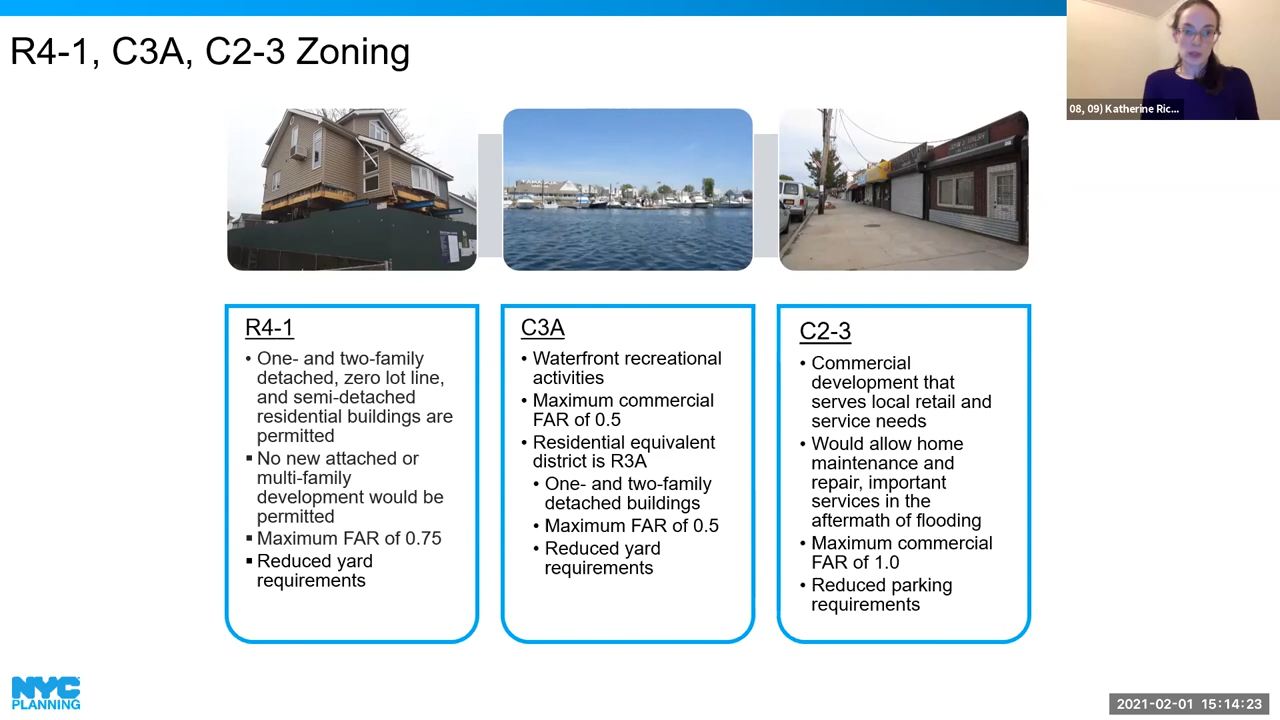 R4-1, C3A, C2-3 Zoning
08, 09) Katherine Ric...
R4-1
• One- and two-family
detached, zero lot line,
and semi-detached
residential buildings are
permitted
▪ No new attached or
multi-family
development would be
permitted
▪ Maximum FAR of 0.75
▪ Reduced yard
requirements
C3A
• Waterfront recreational
activities
• Maximum commercial
FAR of 0.5
• Residential equivalent
district is R3A
• One- and two-family
detached buildings
• Maximum FAR of 0.5
• Reduced yard
requirements
C2-3
• Commercial
development that
serves local retail and
service needs
• Would allow home
maintenance and
repair, important
services in the
aftermath of flooding
• Maximum commercial
FAR of 1.0
• Reduced parking
requirements
NYC
PLANNING
2021-02-01 15:14:23